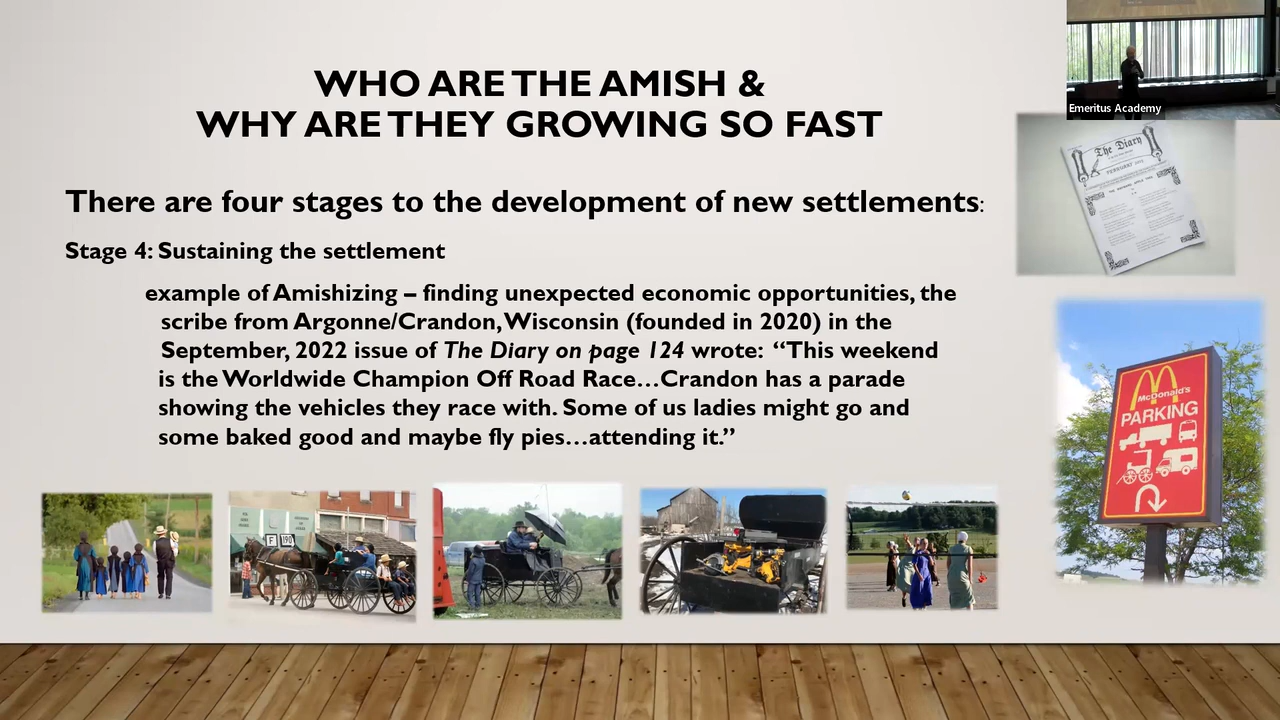 WHO ARE THE AMISH &
WHY ARE THEY GROWING SO FAST
Emeritus Academy
There are four stages to the development of new settlements:
Stage 4: Sustaining the settlement
example of Amishizing – finding unexpected economic opportunities, the
scribe from Argonne/Crandon, Wisconsin (founded in 2020) in the
September, 2022 issue of The Diary on page 124 wrote: “This weekend
is the Worldwide Champion Off Road Race…Crandon has a parade
showing the vehicles they race with. Some of us ladies might go and
some baked good and maybe fly pies…attending it.”
The Diary
McDonald's
PARKING
F 190